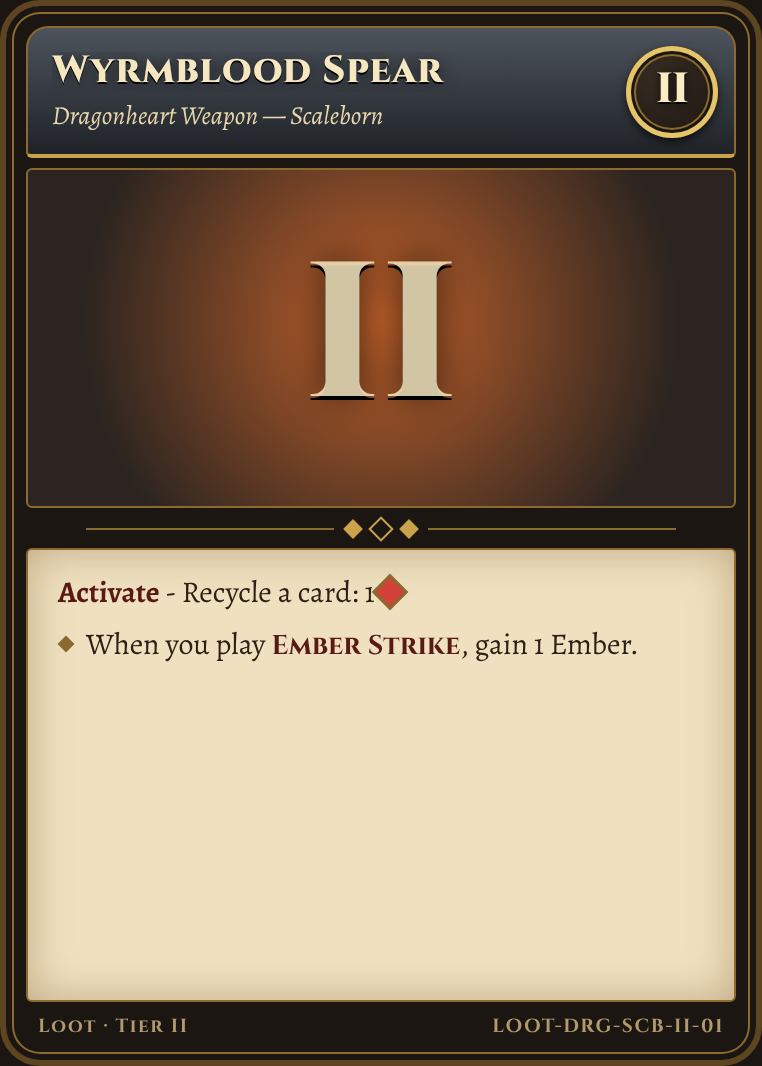 Wyrmblood Spear
Dragonheart Weapon — Scaleborn
II
II
Activate - Recycle a card: 1
When you play Ember Strike, gain 1 Ember.
Loot · Tier II
LOOT-DRG-SCB-II-01